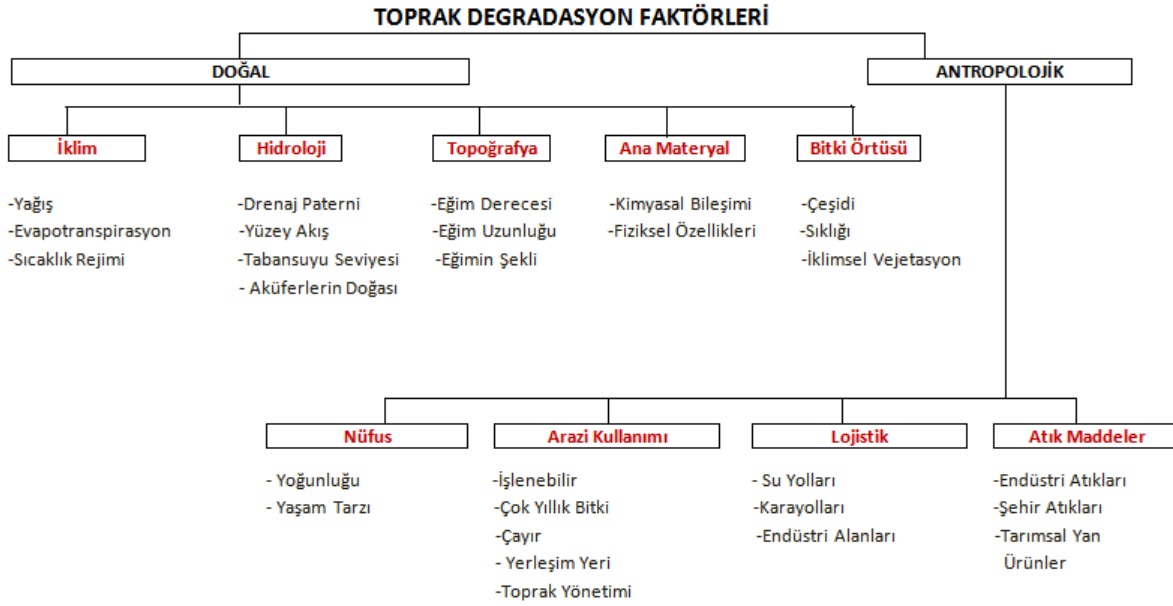 TOPRAK DEGRADASYON FAKTÖRLERİ
DOĞAL
ANTROPOLOJİK
İklim
Hidroloji
Topoğrafya
Ana Materyal
Bitki Örtüsü
-Yağış
-Evapotranspirasyon
-Sıcaklık Rejimi
-Drenaj Paterni
-Yüzey Akış
-Tabansuyu Seviyesi
- Aküferlerin Doğası
-Eğim Derecesi
-Eğim Uzunluğu
-Eğimin Şekli
-Kimyasal Bileşimi
-Fiziksel Özellikleri
-Çeşidi
-Sıklığı
-İklimsel Vejetasyon
Nüfus
Arazi Kullanımı
Lojistik
Atık Maddeler
- Yoğunluğu
- Yaşam Tarzı
-İşlenebilir
-Çok Yıllık Bitki
-Çayır
- Yerleşim Yeri
-Toprak Yönetimi
- Su Yolları
-Karayolları
-Endüstri Alanları
-Endüstri Atıkları
-Şehir Atıkları
-Tarımsal Yan
Ürünler